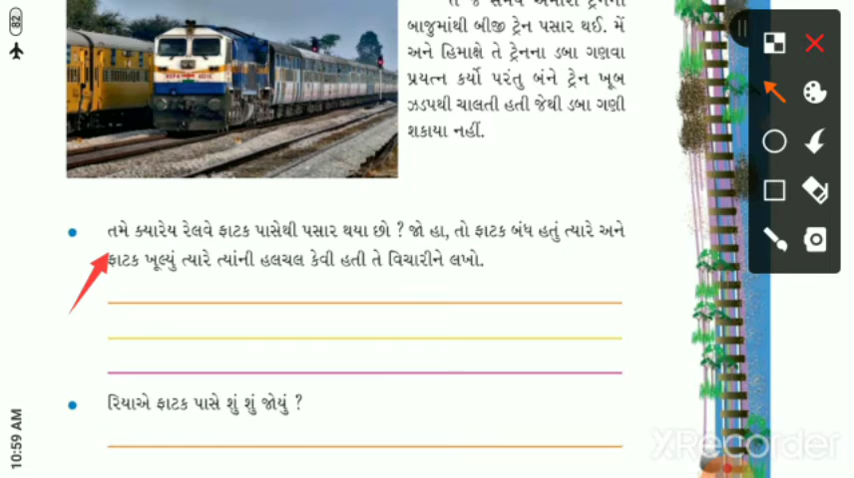 બાજુમાંથી બીજી ટ્રેન પસાર થઈ. મેં
અને હિમાક્ષે તે ટ્રેનના ડબા ગણવા
પ્રયત્ન કર્યો પરંતુ બંને ટ્રેન ખૂબ
ઝડપથી ચાલતી હતી જેથી ડબા ગણી
શકાયા નહીં.
તમે ક્યારેય રેલવે ફાટક પાસેથી પસાર થયા છો ? જો હા, તો ફાટક બંધ હતું ત્યારે અને
ફાટક ખૂલ્યું ત્યારે ત્યાંની હલચલ કેવી હતી તે વિચારીને લખો.
રિયાએ ફાટક પાસે શું શું જોયું ?
82
10:59 AM
XRecorder